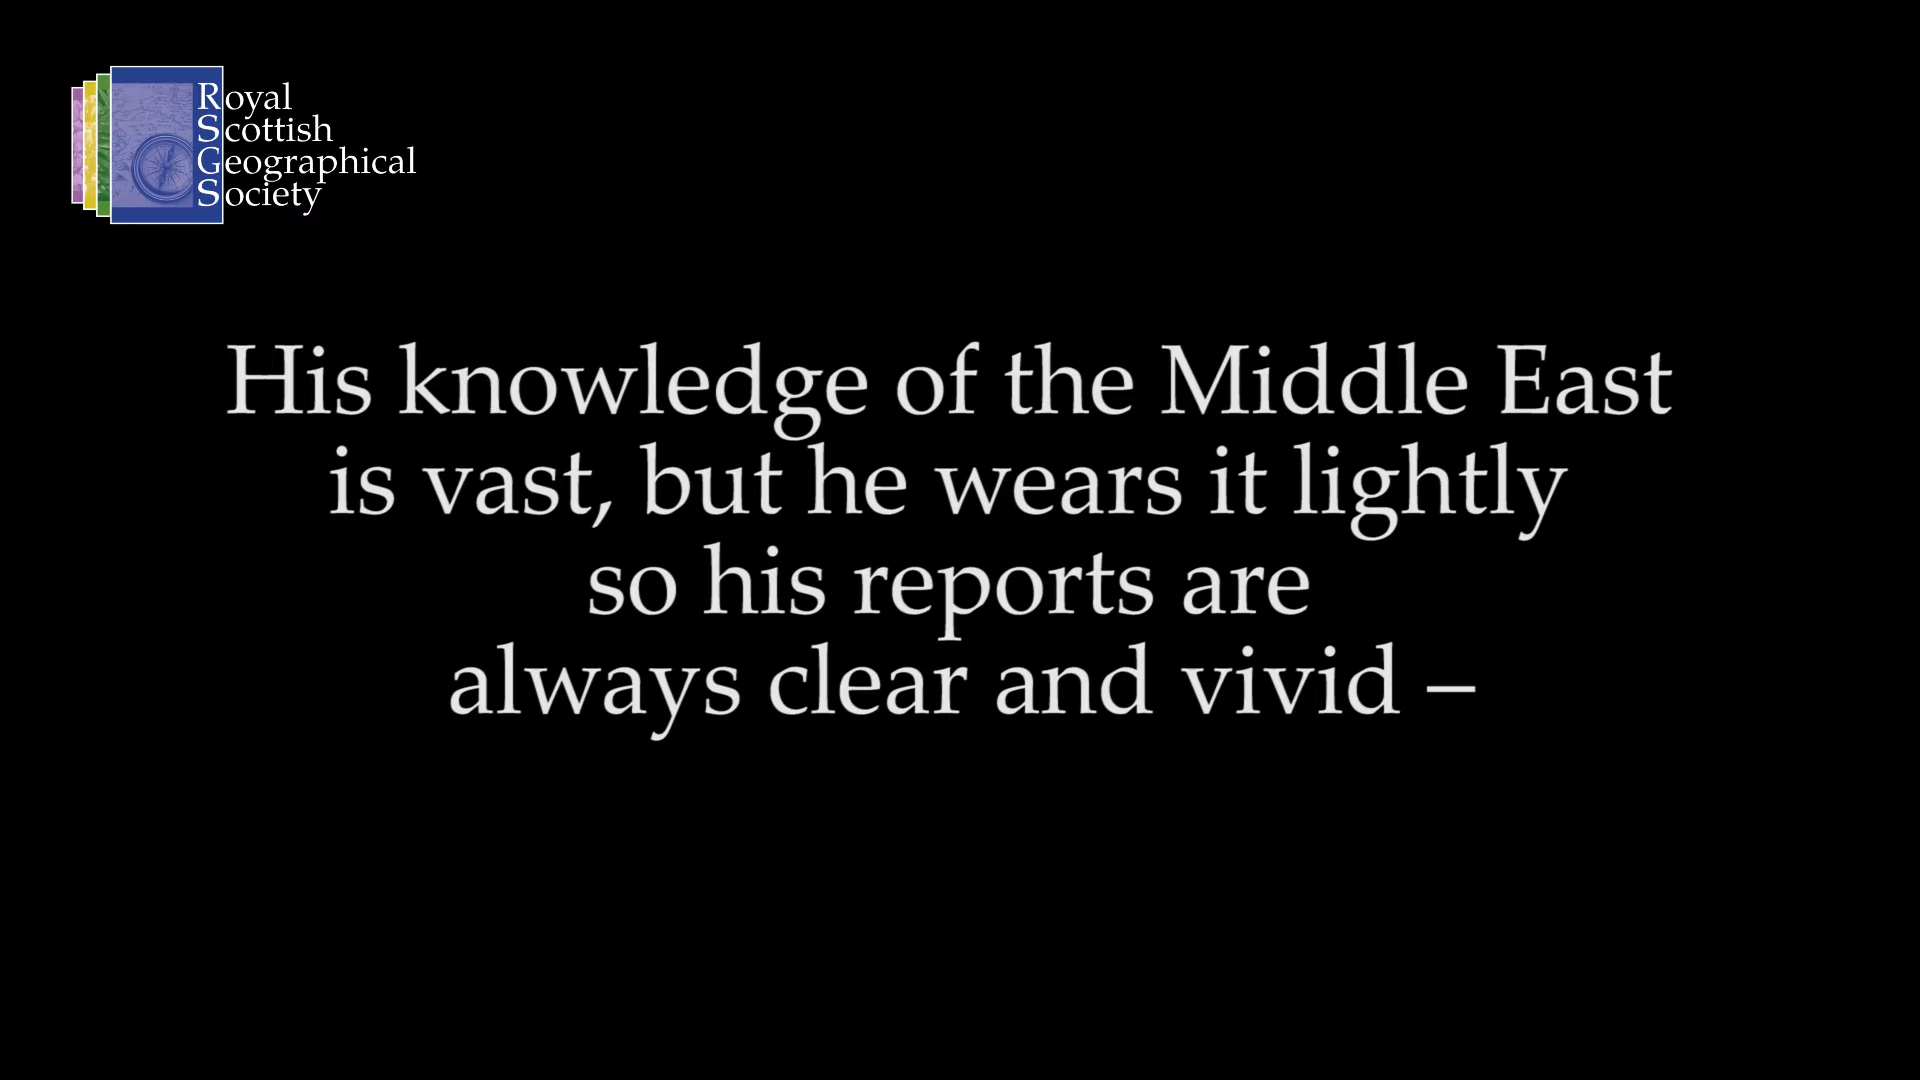 Royal
Scottish
Geographical
Society
His knowledge of the Middle East
is vast, but he wears it lightly
so his reports are
always clear and vivid –